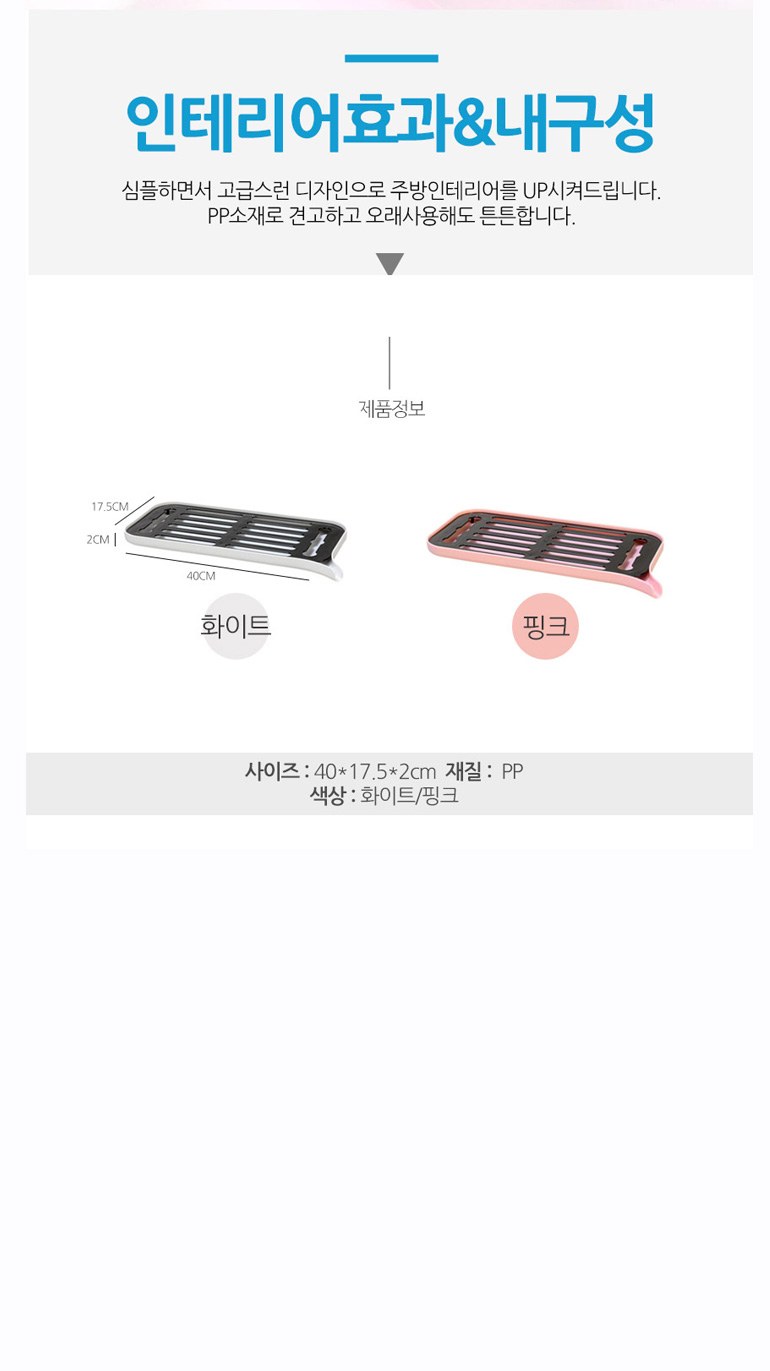 인테리어효과&내구성
심플하면서 고급스런 디자인으로 주방인테리어를 UP시켜드립니다.
PP소재로 견고하고 오래사용해도 튼튼합니다.
제품정보
17.5CM
2CM
40CM
화이트
핑크
사이즈 : 40*17.5*2cm 재질 : PP
색상 : 화이트/핑크